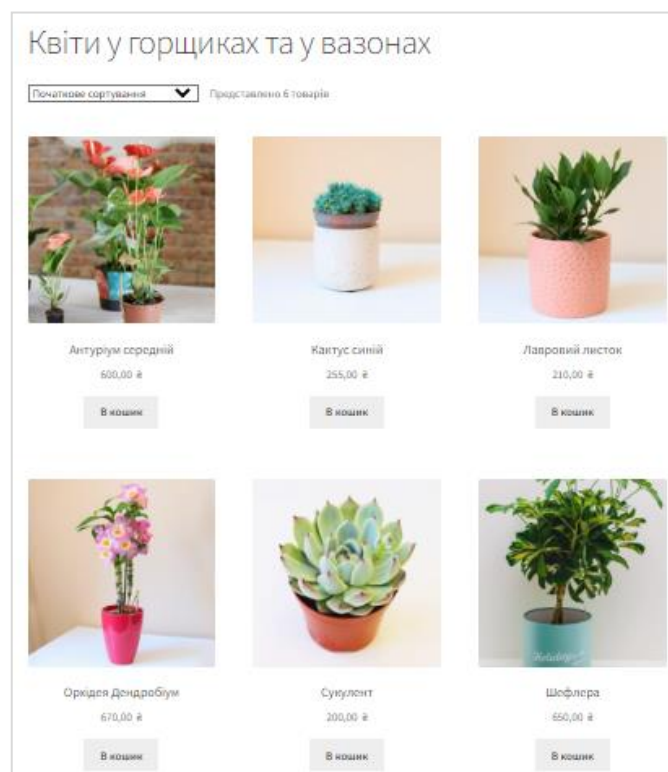 Квіти у горщиках та у вазонах
Початкове сортування Представлено 6 товарів
Антуріум середній Кактус синій Лавровий листок
600,00 ₴ 255,00 ₴ 210,00 ₴
В кошик В кошик В кошик
Орхідея Дендробіум Сукулент Шефлера
670,00 ₴ 200,00 ₴ 650,00 ₴
В кошик В кошик В кошик